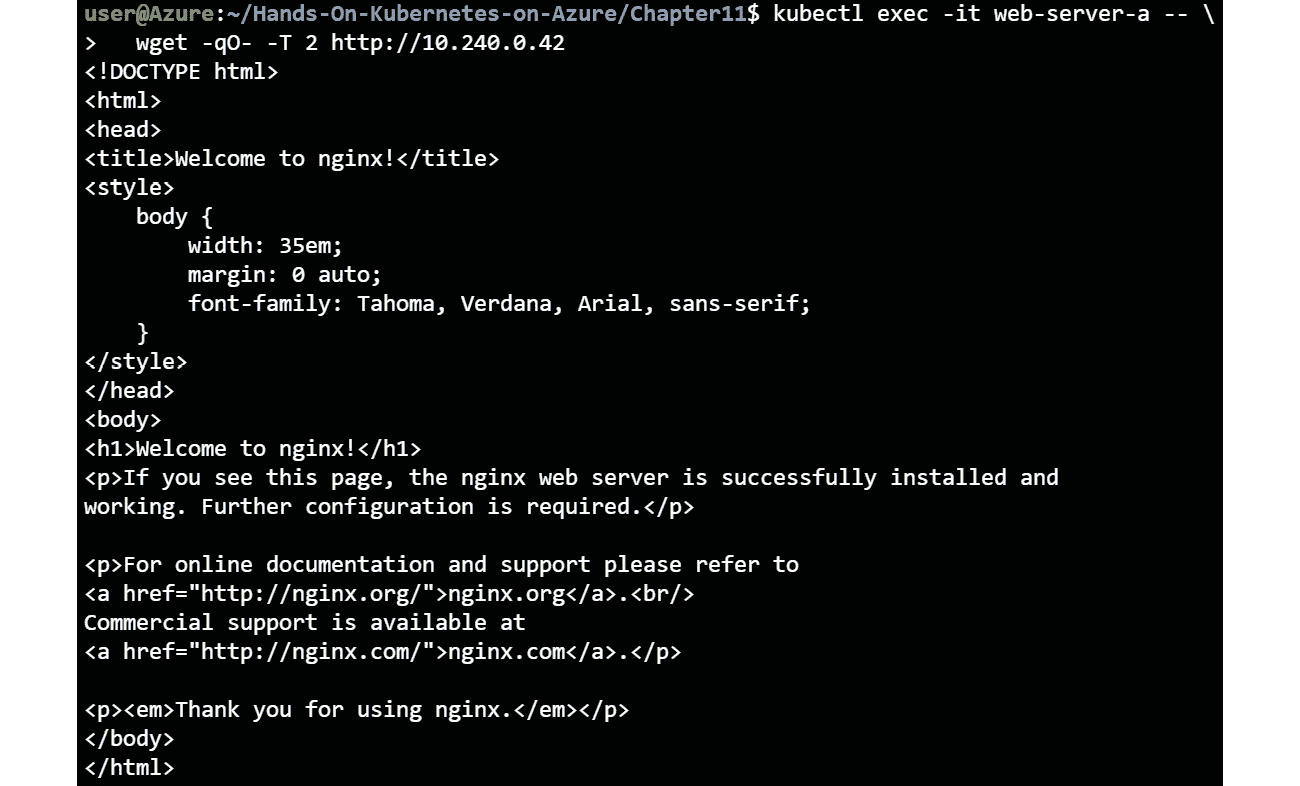 user@Azure:~/Hands-On-Kubernetes-on-Azure/Chapter11$ kubectl exec -it web-server-a -- \
>   wget -qO- -T 2 http://10.240.0.42
<!DOCTYPE html>
<html>
<head>
<title>Welcome to nginx!</title>
<style>
    body {
        width: 35em;
        margin: 0 auto;
        font-family: Tahoma, Verdana, Arial, sans-serif;
    }
</style>
</head>
<body>
<h1>Welcome to nginx!</h1>
<p>If you see this page, the nginx web server is successfully installed and
working. Further configuration is required.</p>

<p>For online documentation and support please refer to
<a href="http://nginx.org/">nginx.org</a>.<br/>
Commercial support is available at
<a href="http://nginx.com/">nginx.com</a>.</p>

<p><em>Thank you for using nginx.</em></p>
</body>
</html>